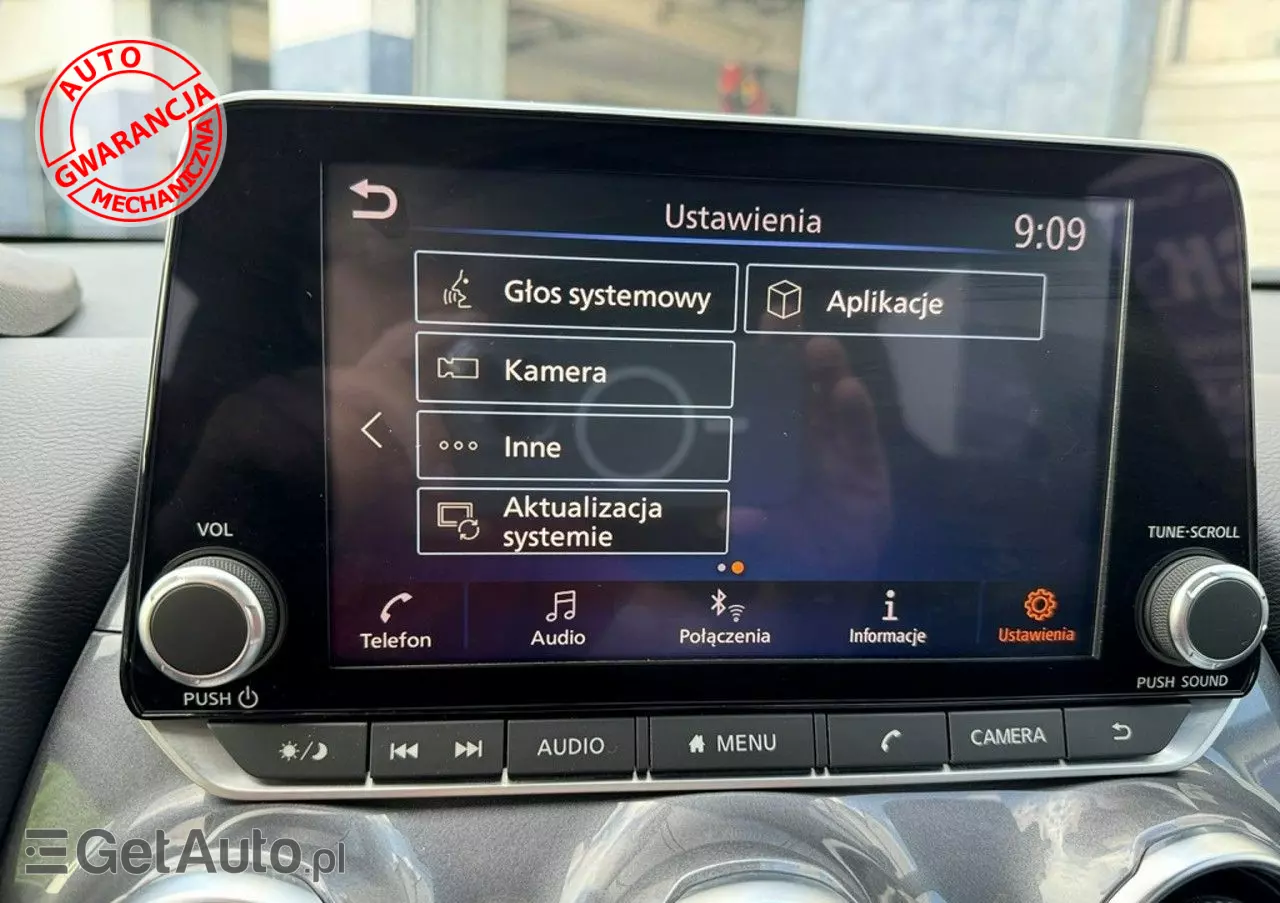 AUTO
GWARANCJA
MECHANICZNA
Ustawienia
9:09
Głos systemowy
Aplikacje
Kamera
Inne
Aktualizacja
systemie
VOL
TUNE·SCROLL
Telefon
Audio
Połączenia
Informacje
Ustawienia
PUSH
PUSH SOUND
AUDIO
MENU
CAMERA
GetAuto.pl